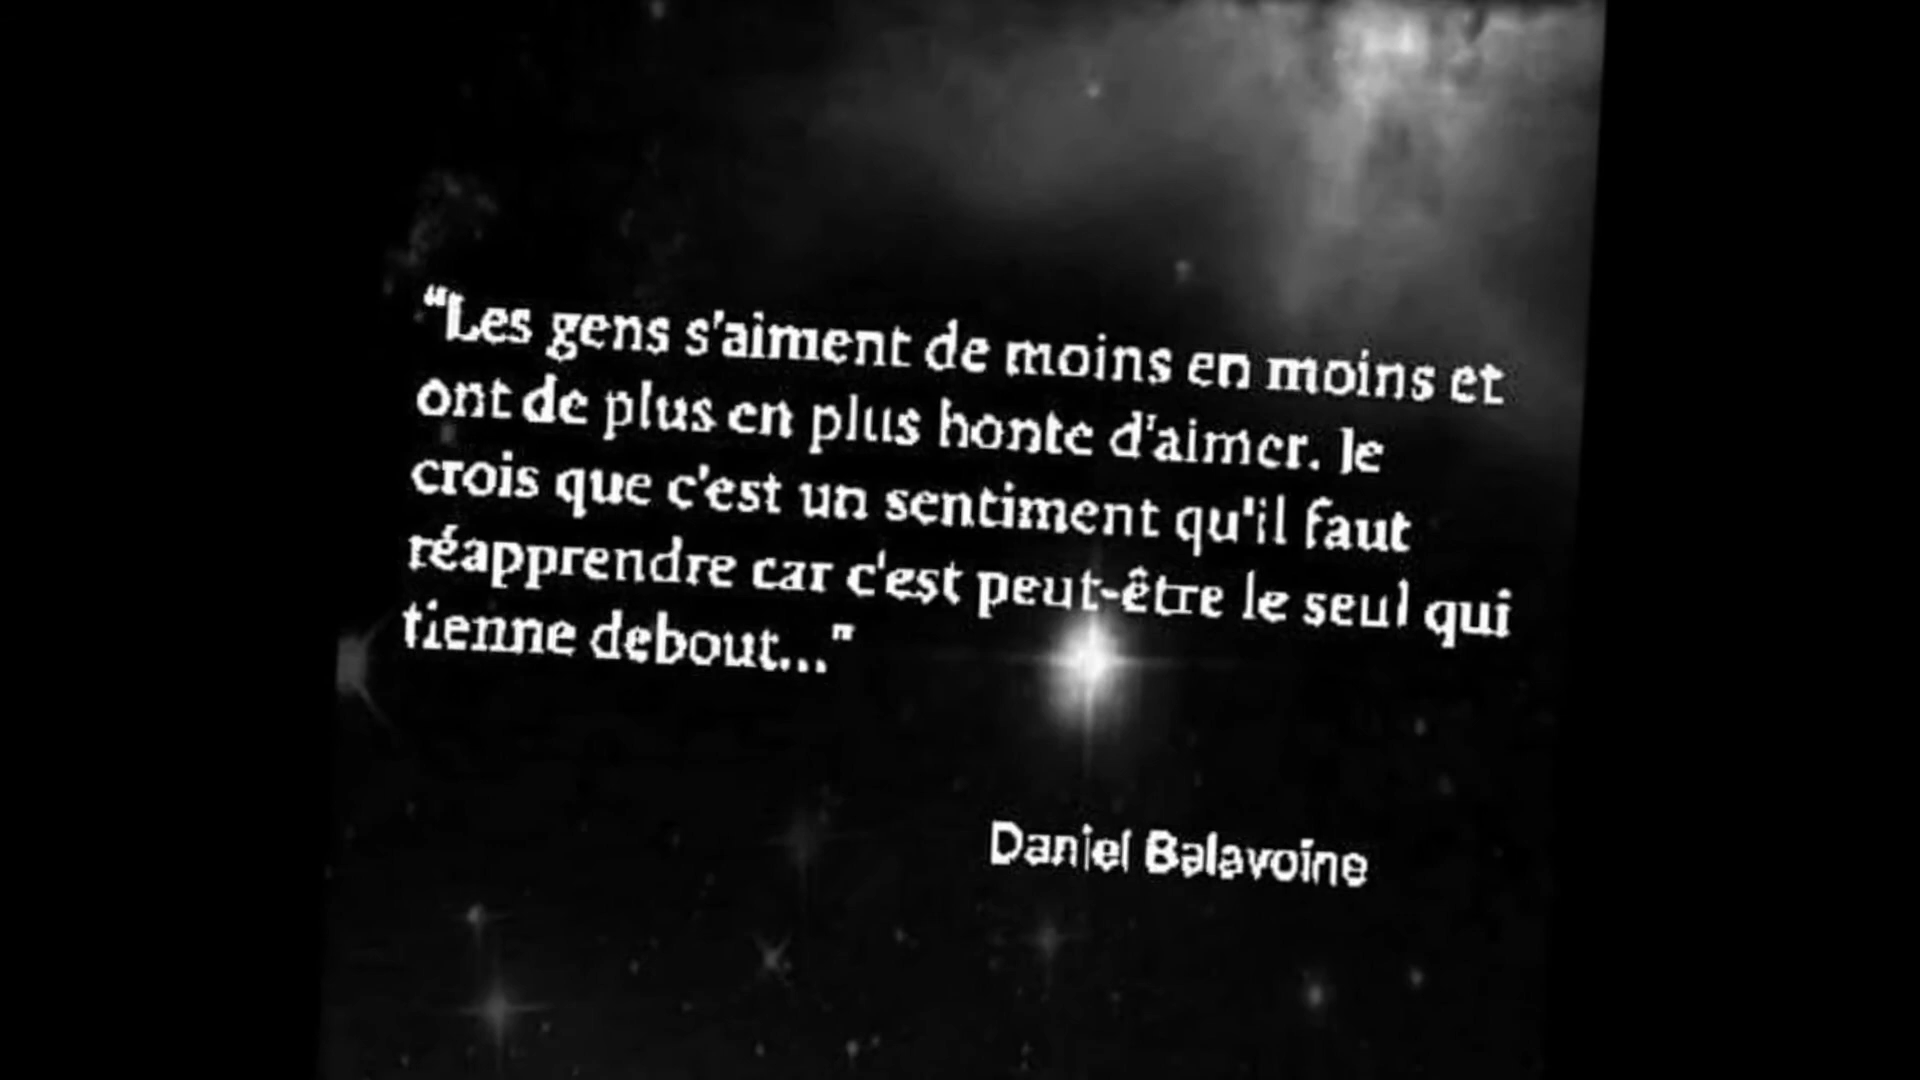 “Les gens s'aiment de moins en moins et
ont de plus en plus honte d'aimer. Je
crois que c'est un sentiment qu'il faut
réapprendre car c'est peut-être le seul qui
tienne debout..."
Daniel Balavoine